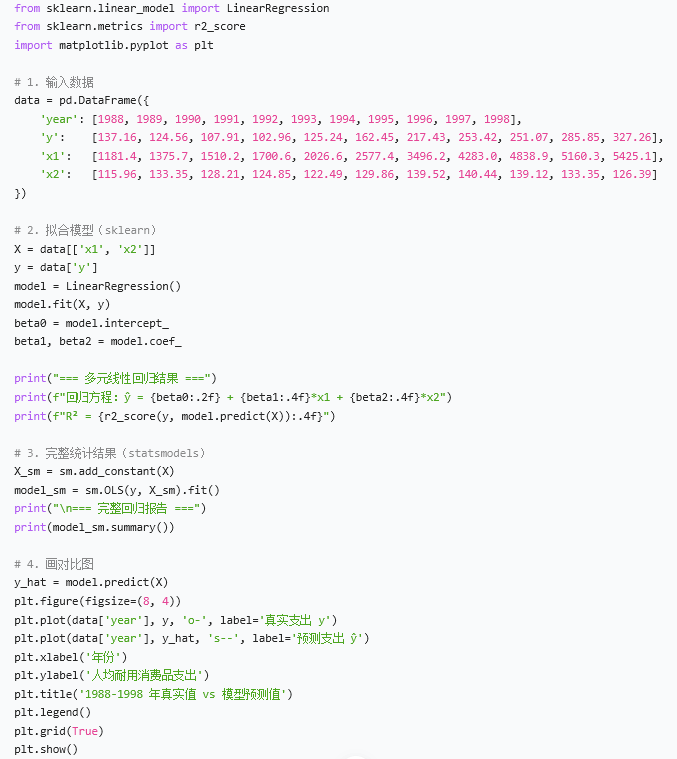 from sklearn.linear_model import LinearRegression
from sklearn.metrics import r2_score
import matplotlib.pyplot as plt
# 1. 输入数据
data = pd.DataFrame({
    'year': [1988, 1989, 1990, 1991, 1992, 1993, 1994, 1995, 1996, 1997, 1998],
    'y':    [137.16, 124.56, 107.91, 102.96, 125.24, 162.45, 217.43, 253.42, 251.07, 285.85, 327.26],
    'x1':   [1181.4, 1375.7, 1510.2, 1700.6, 2026.6, 2577.4, 3496.2, 4283.0, 4838.9, 5160.3, 5425.1],
    'x2':   [115.96, 133.35, 128.21, 124.85, 122.49, 129.86, 139.52, 140.44, 139.12, 133.35, 126.39]
})
# 2. 拟合模型（sklearn）
X = data[['x1', 'x2']]
y = data['y']
model = LinearRegression()
model.fit(X, y)
beta0 = model.intercept_
beta1, beta2 = model.coef_
print("=== 多元线性回归结果 ===")
print(f"回归方程：ŷ = {beta0:.2f} + {beta1:.4f}*x1 + {beta2:.4f}*x2")
print(f"R² = {r2_score(y, model.predict(X)):.4f}")
# 3. 完整统计结果（statsmodels）
X_sm = sm.add_constant(X)
model_sm = sm.OLS(y, X_sm).fit()
print("\n=== 完整回归报告 ===")
print(model_sm.summary())
# 4. 画对比图
y_hat = model.predict(X)
plt.figure(figsize=(8, 4))
plt.plot(data['year'], y, 'o-', label='真实支出 y')
plt.plot(data['year'], y_hat, 's--', label='预测支出 ŷ')
plt.xlabel('年份')
plt.ylabel('人均耐用消费品支出')
plt.title('1988-1998 年真实值 vs 模型预测值')
plt.legend()
plt.grid(True)
plt.show()